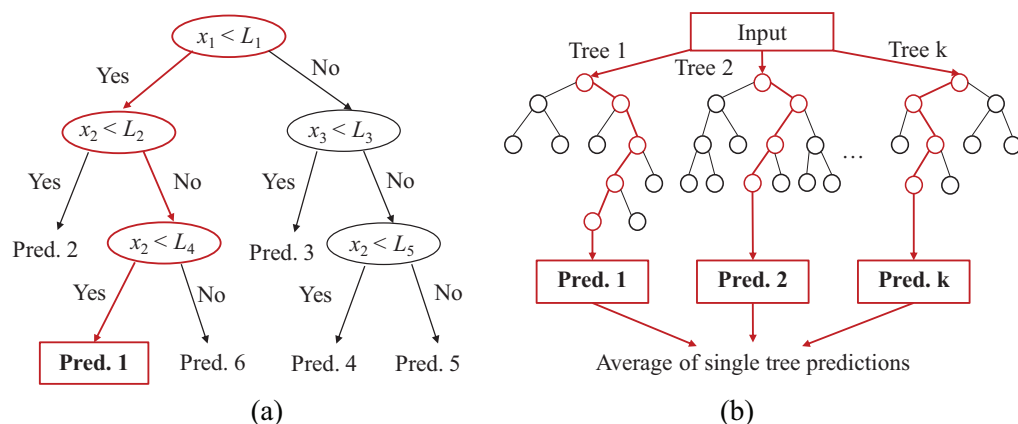 x₁ < L₁
Yes
No
x₂ < L₂
x₃ < L₃
Yes
No
Yes
No
Pred. 2
x₂ < L₄
Pred. 3
x₂ < L₅
Yes
No
Yes
No
Pred. 1
Pred. 6
Pred. 4
Pred. 5
(a)
Input
Tree 1
Tree 2
Tree k
...
Pred. 1
Pred. 2
Pred. k
Average of single tree predictions
(b)